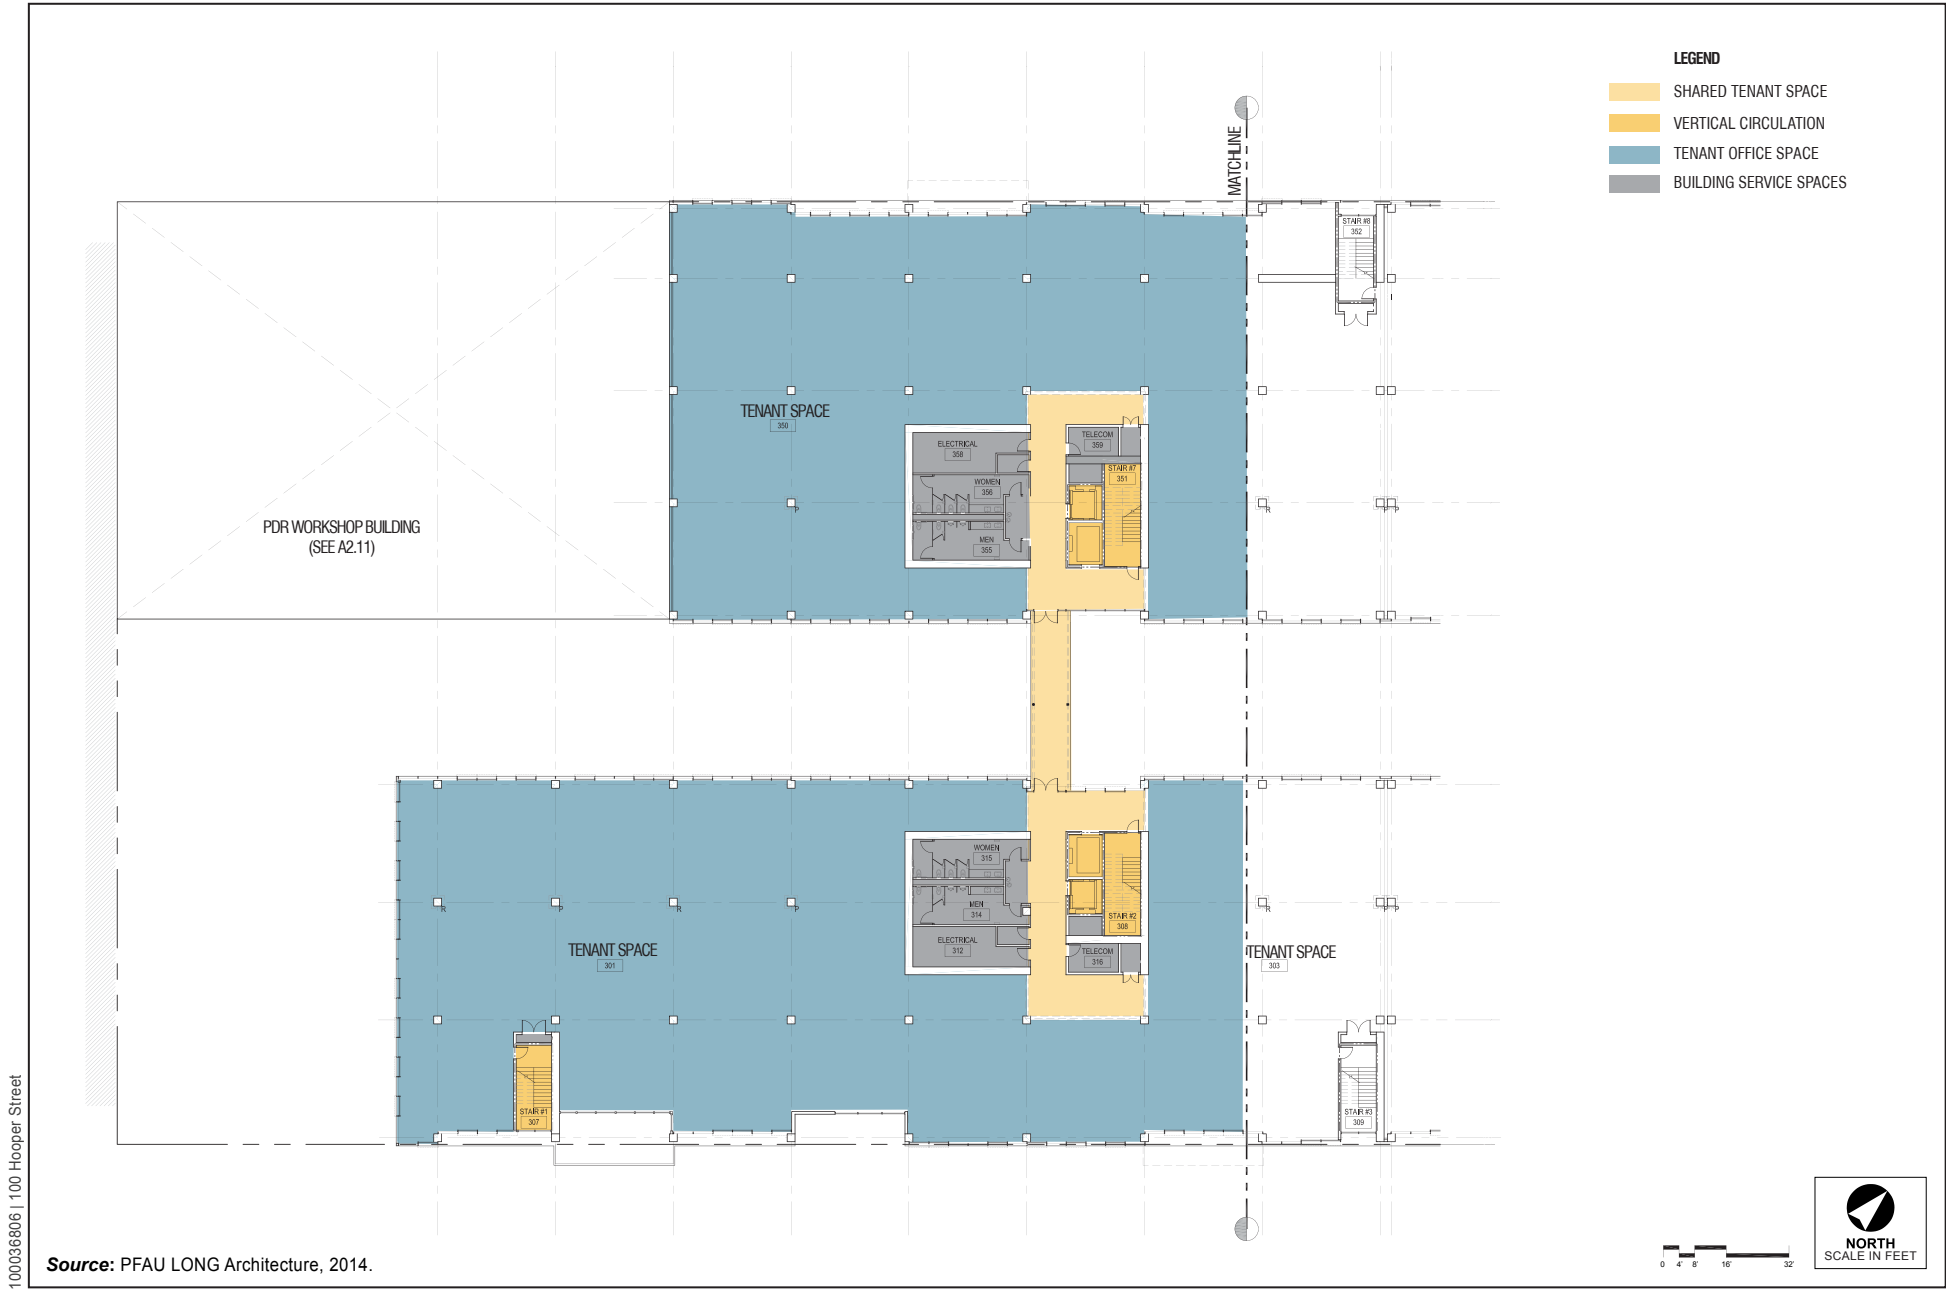 LEGEND
SHARED TENANT SPACE
VERTICAL CIRCULATION
TENANT OFFICE SPACE
BUILDING SERVICE SPACES
MATCHLINE
STAIR #8
352
TENANT SPACE
350
ELECTRICAL
358
TELECOM
359
WOMEN
356
STAIR #7
351
MEN
355
P
R
P
P
PDR WORKSHOP BUILDING
(SEE A2.11)
WOMEN
315
MEN
314
STAIR #2
308
ELECTRICAL
312
TELECOM
316
R
P
R
P
R
P
P
TENANT SPACE
301
TENANT SPACE
303
STAIR #1
307
STAIR #3
309
100036806 | 100 Hooper Street
Source: PFAU LONG Architecture, 2014.
0 4' 8' 16' 32'
NORTH
SCALE IN FEET